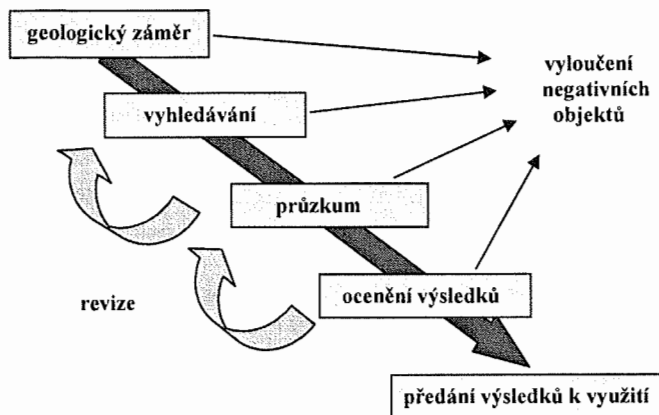 geologický záměr
vyloučení
negativních
objektů
vyhledávání
průzkum
revize
ocenění výsledků
předání výsledků k využití